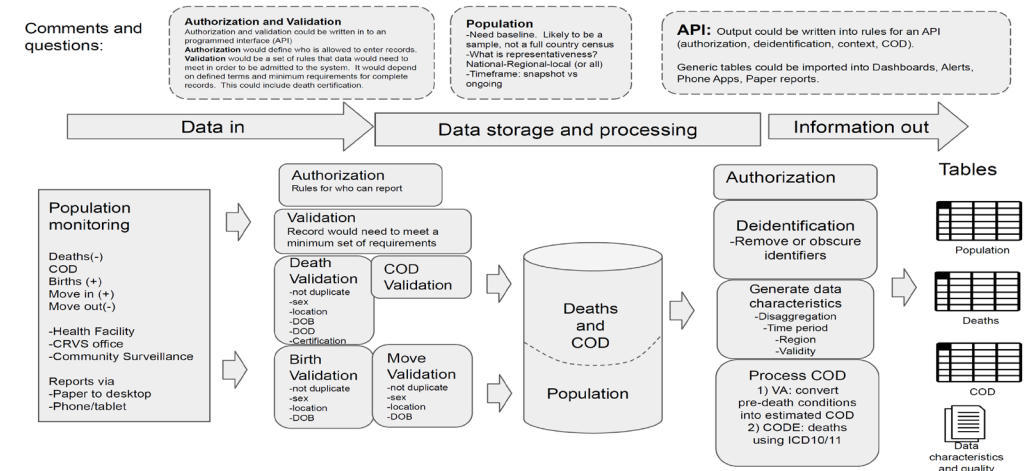 Comments and
questions:
Authorization and Validation
Authorization and validation could be written in to an
programmed interface (API)
Authorization would define who is allowed to enter records.
Validation would be a set of rules that data would need to
meet in order to be admitted to the system. It would depend
on defined terms and minimum requirements for complete
records. This could include death certification.
Population
-Need baseline. Likely to be a
sample, not a full country census
-What is representativeness?
National-Regional-local (or all)
-Timeframe: snapshot vs
ongoing
API: Output could be written into rules for an API
(authorization, deidentification, context, COD).
Generic tables could be imported into Dashboards, Alerts,
Phone Apps, Paper reports.
Data in
Data storage and processing
Information out
Population
monitoring
Deaths(-)
COD
Births (+)
Move in (+)
Move out(-)
-Health Facility
-CRVS office
-Community Surveillance
Reports via
-Paper to desktop
-Phone/tablet
Authorization
Rules for who can report
Validation
Record would need to meet a
minimum set of requirements
Death
Validation
-not duplicate
-sex
-location
-DOB
-DOD
-Certification
COD
Validation
Birth
Validation
-not duplicate
-sex
-location
-DOB
Move
Validation
-not duplicate
-sex
-location
-DOB
Deaths
and
COD
Population
Authorization
Deidentification
-Remove or obscure
identifiers
Generate data
characteristics
-Disaggregation
-Time period
-Region
-Validity
Process COD
1) VA: convert
pre-death conditions
into estimated COD
2) CODE: deaths
using ICD10/11
Tables
Population
Deaths
COD
Data
characteristics
and quality